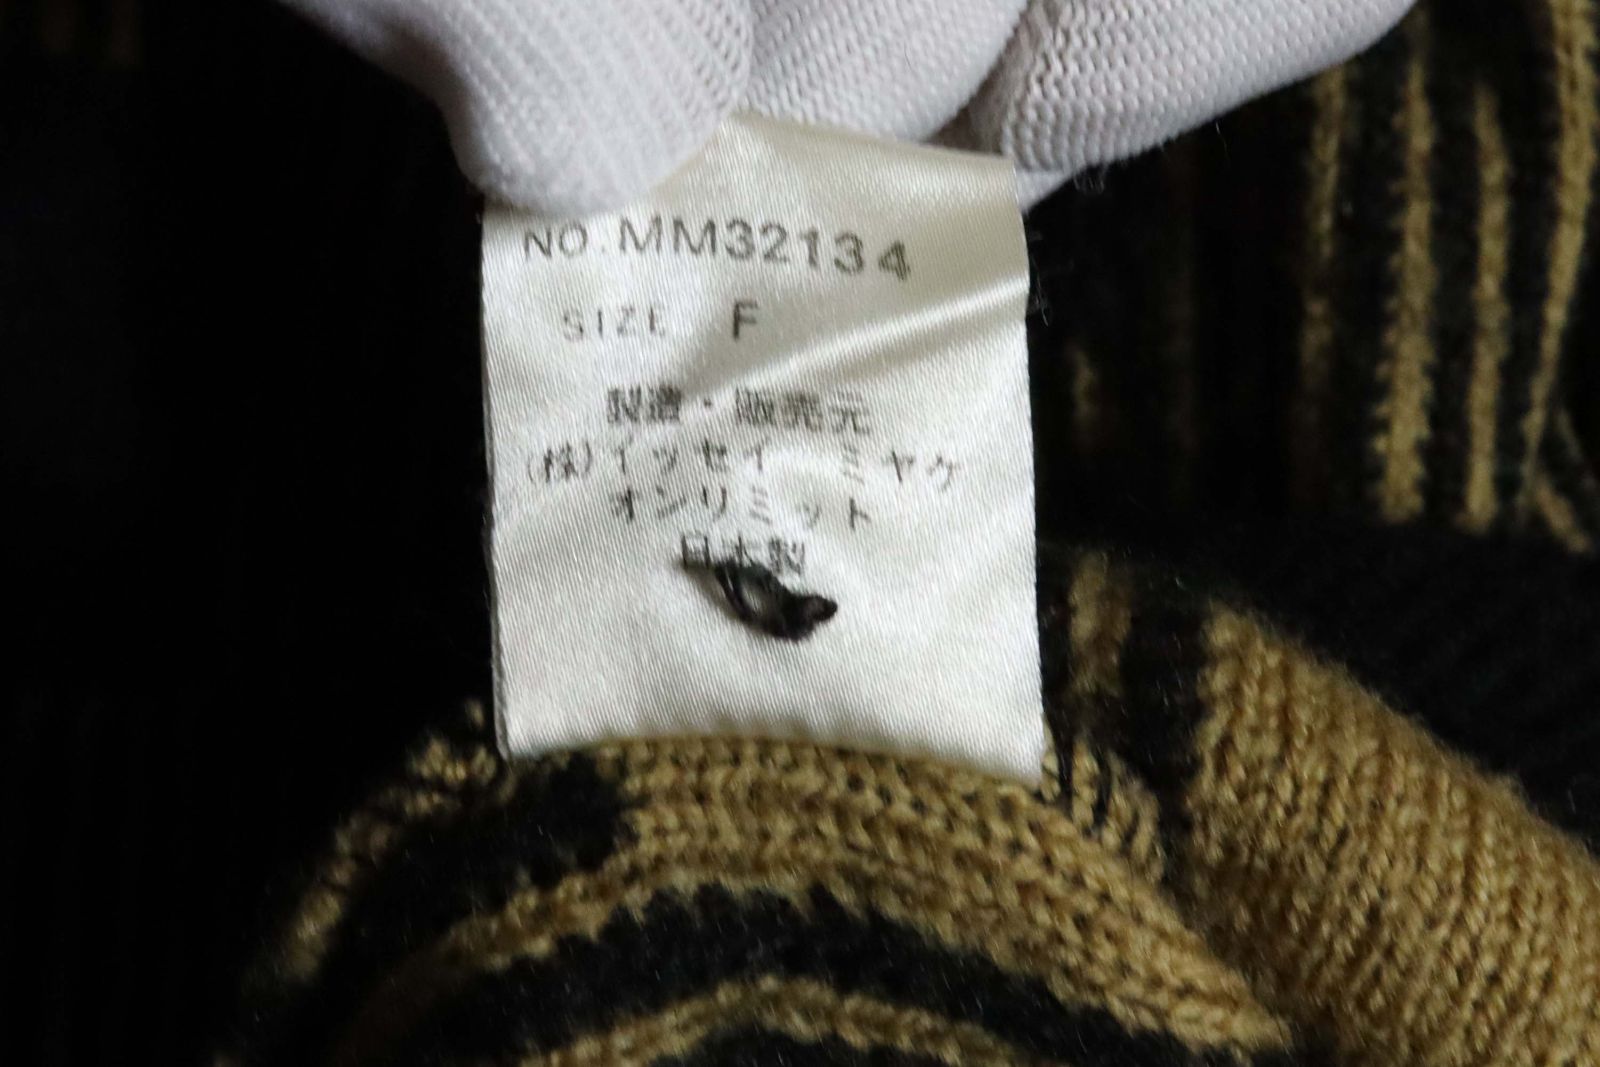 NO.MM32134
SIZE F
製造・販売元
(株)イッセイ ミヤケ
オンリミット
日本製